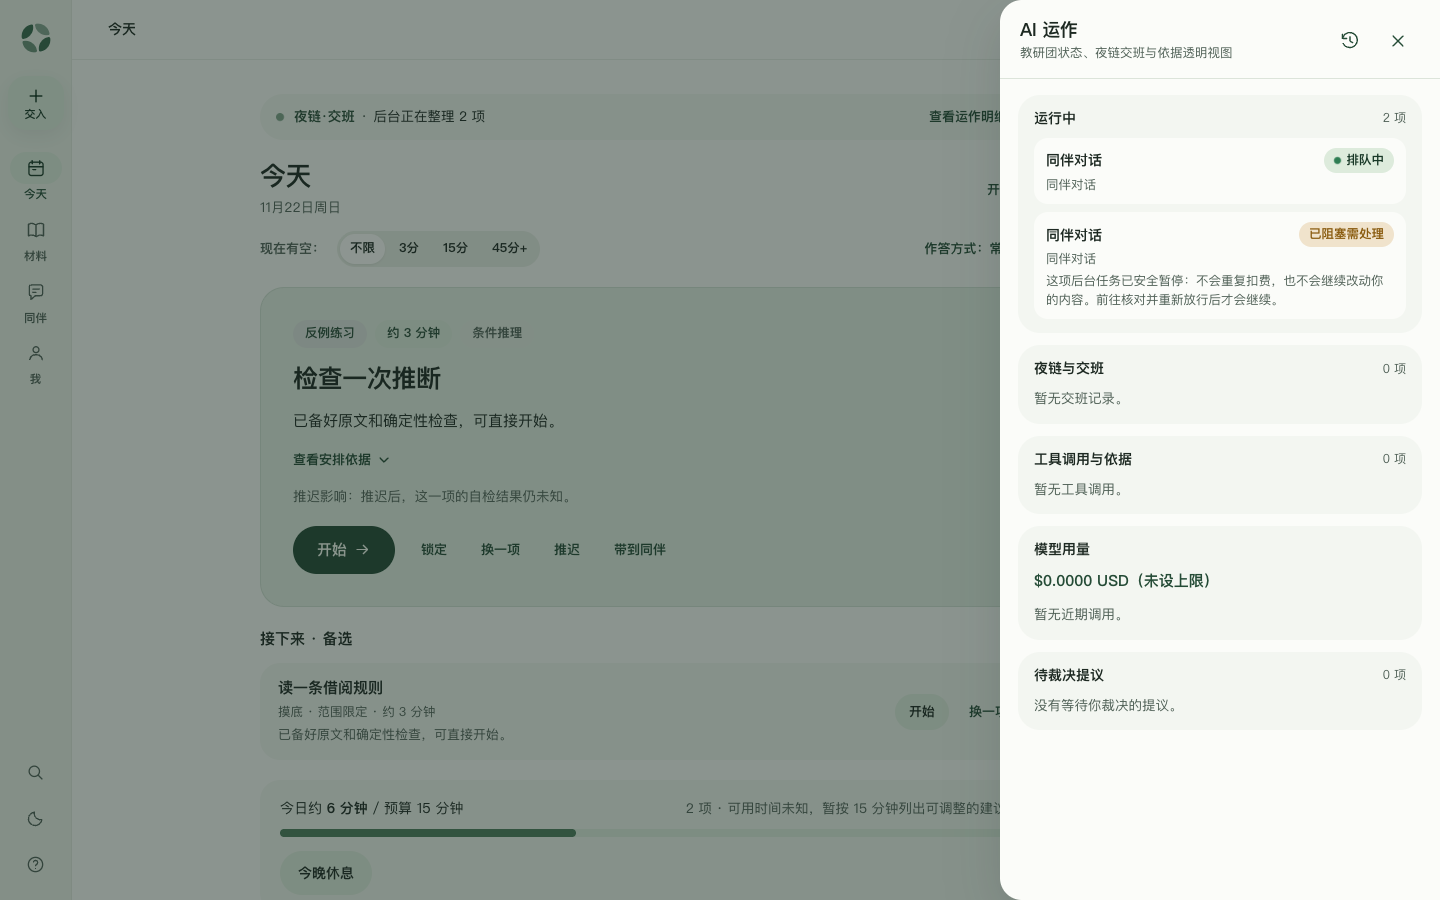 交入
今天
材料
同伴
我
今天
夜链·交班 · 后台正在整理 2 项
查看运作明细
今天
11月22日周日
开
现在有空：
不限
3分
15分
45分+
作答方式：常
反例练习
约 3 分钟
条件推理
检查一次推断
已备好原文和确定性检查，可直接开始。
查看安排依据
推迟影响：推迟后，这一项的自检结果仍未知。
开始
锁定
换一项
推迟
带到同伴
接下来 · 备选
读一条借阅规则
摸底 · 范围限定 · 约 3 分钟
已备好原文和确定性检查，可直接开始。
开始
换一项
今日约 6 分钟 / 预算 15 分钟
2 项 · 可用时间未知，暂按 15 分钟列出可调整的建议
今晚休息
AI 运作
教研团状态、夜链交班与依据透明视图
运行中
2 项
同伴对话
排队中
同伴对话
同伴对话
已阻塞需处理
同伴对话
这项后台任务已安全暂停：不会重复扣费，也不会继续改动你
的内容。前往核对并重新放行后才会继续。
夜链与交班
0 项
暂无交班记录。
工具调用与依据
0 项
暂无工具调用。
模型用量
$0.0000 USD（未设上限）
暂无近期调用。
待裁决提议
0 项
没有等待你裁决的提议。